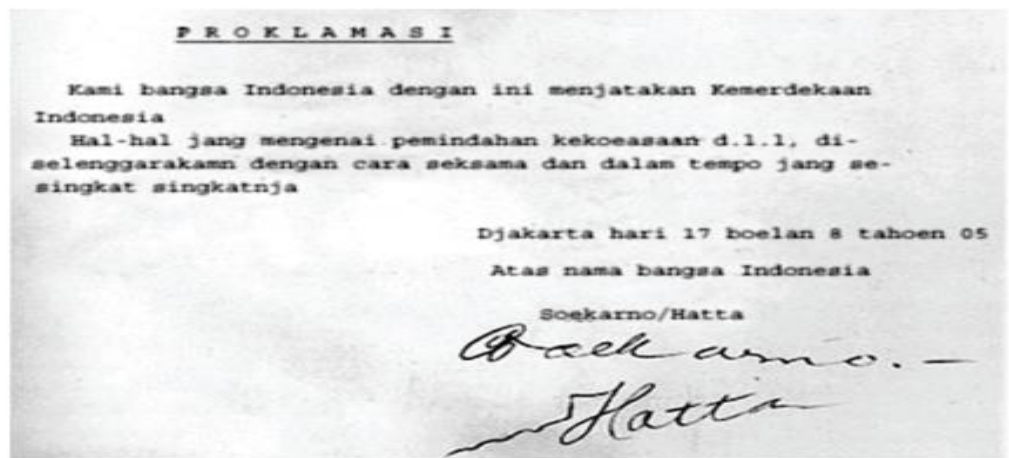 P R O K L A M A S I
Kami bangsa Indonesia dengan ini menjatakan Kemerdekaan
Indonesia
Hal-hal jang mengenai pemindahan kekoeasaan d.l.l, di-
selenggarakamn dengan cara seksama dan dalam tempo jang se-
singkat singkatnja
Djakarta hari 17 boelan 8 tahoen 05
Atas nama bangsa Indonesia
Soekarno/Hatta
Soekarno.-
Hatta